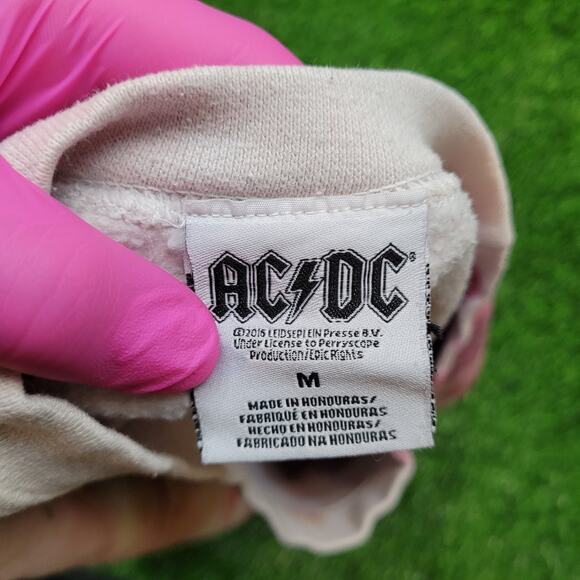 AC⚡DC®
©2016 LEIDSEPLEIN Presse B.V.
Under License to Perryscope
Production/Epic Rights
M
MADE IN HONDURAS/
FABRIQUÉ EN HONDURAS/
HECHO EN HONDURAS/
FABRICADO NA HONDURAS